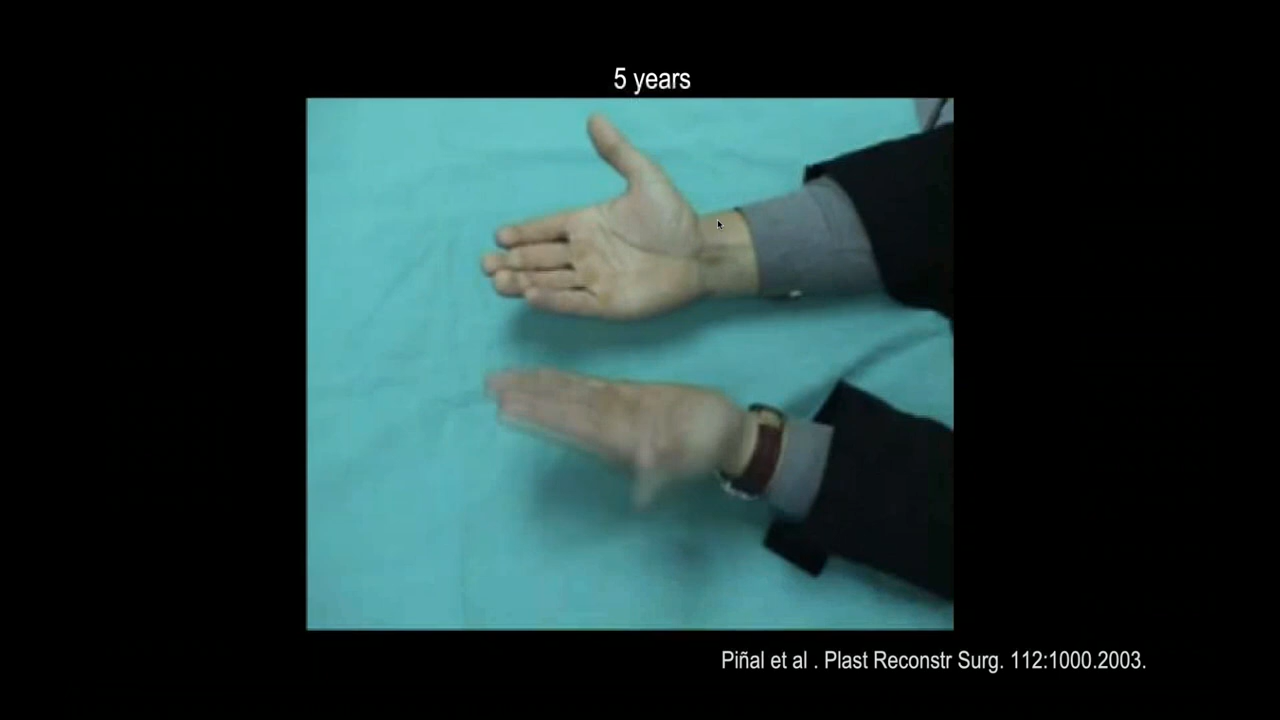 5 years
Piñal et al . Plast Reconstr Surg. 112:1000.2003.